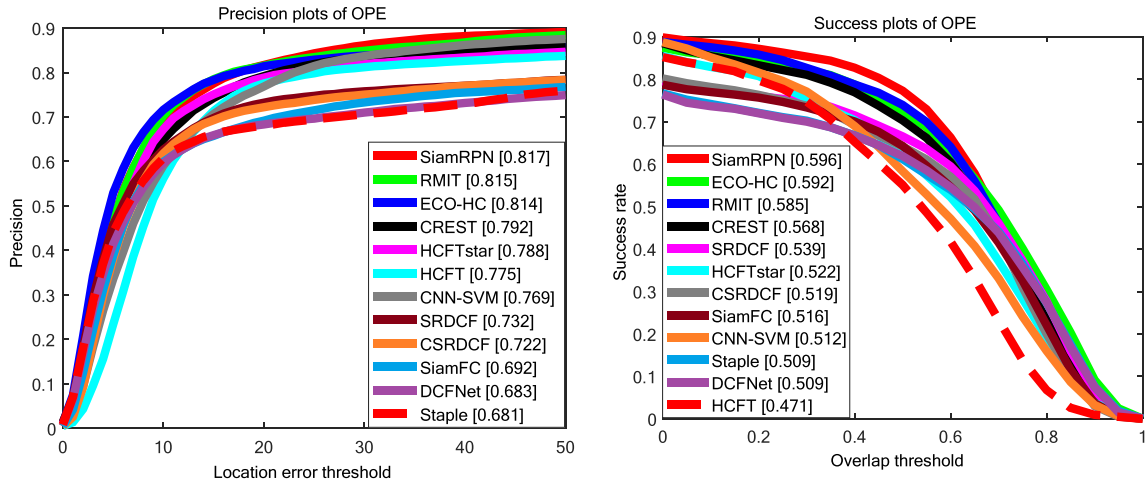 Precision plots of OPE
0.9
0.8
0.7
0.6
0.5
0.4
0.3
0.2
0.1
0
Precision
0 10 20 30 40 50
Location error threshold
SiamRPN [0.817]
RMIT [0.815]
ECO-HC [0.814]
CREST [0.792]
HCFTstar [0.788]
HCFT [0.775]
CNN-SVM [0.769]
SRDCF [0.732]
CSRDCF [0.722]
SiamFC [0.692]
DCFNet [0.683]
Staple [0.681]
Success plots of OPE
0.9
0.8
0.7
0.6
0.5
0.4
0.3
0.2
0.1
0
Success rate
0 0.2 0.4 0.6 0.8 1
Overlap threshold
SiamRPN [0.596]
ECO-HC [0.592]
RMIT [0.585]
CREST [0.568]
SRDCF [0.539]
HCFTstar [0.522]
CSRDCF [0.519]
SiamFC [0.516]
CNN-SVM [0.512]
Staple [0.509]
DCFNet [0.509]
HCFT [0.471]